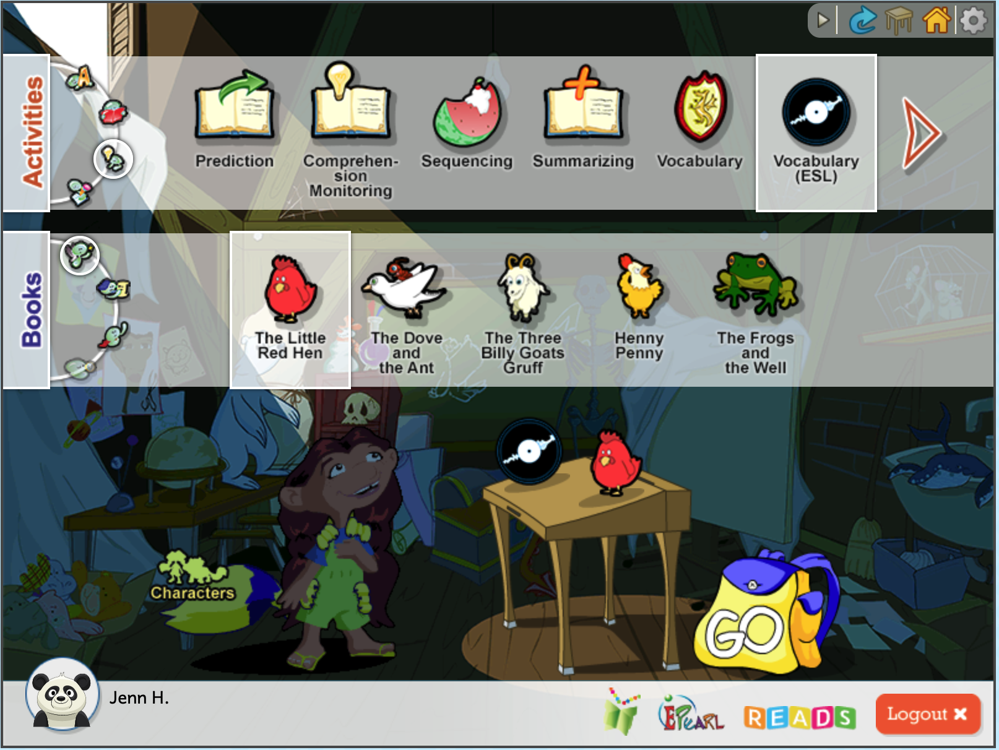 Activities
Prediction
Comprehen-
sion
Monitoring
Sequencing
Summarizing
Vocabulary
Vocabulary
(ESL)
Books
The Little
Red Hen
The Dove
and
the Ant
The Three
Billy Goats
Gruff
Henny
Penny
The Frogs
and
the Well
Characters
GO
Jenn H.
EPEARL
READS
Logout ×